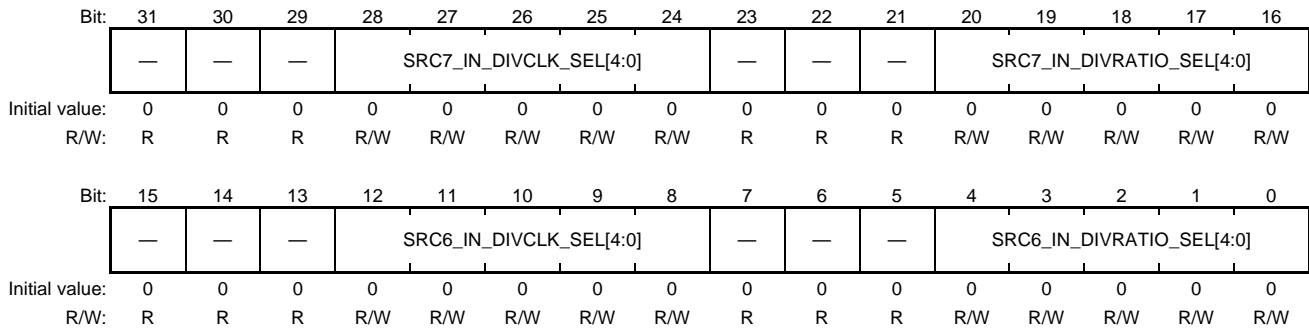 Bit: 31 30 29 28 27 26 25 24 23 22 21 20 19 18 17 16
— — — SRC7_IN_DIVCLK_SEL[4:0] — — — SRC7_IN_DIVRATIO_SEL[4:0]
Initial value: 0 0 0 0 0 0 0 0 0 0 0 0 0 0 0 0
R/W: R R R R/W R/W R/W R/W R/W R R R R/W R/W R/W R/W R/W
Bit: 15 14 13 12 11 10 9 8 7 6 5 4 3 2 1 0
— — — SRC6_IN_DIVCLK_SEL[4:0] — — — SRC6_IN_DIVRATIO_SEL[4:0]
Initial value: 0 0 0 0 0 0 0 0 0 0 0 0 0 0 0 0
R/W: R R R R/W R/W R/W R/W R/W R R R R/W R/W R/W R/W R/W